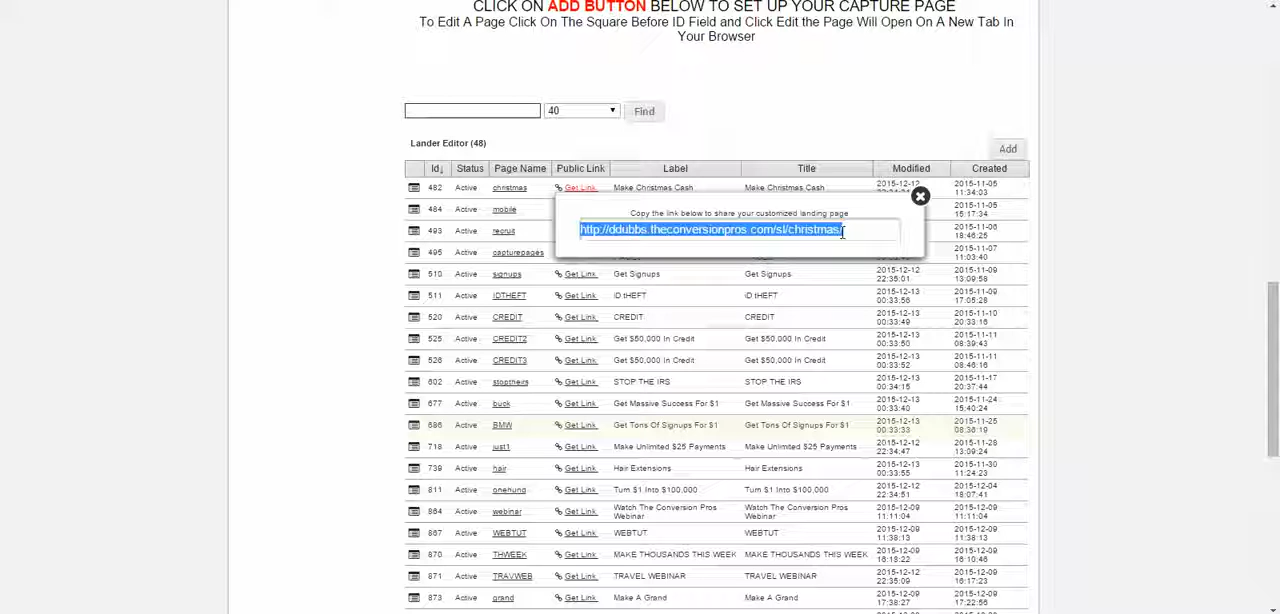 CLICK ON ADD BUTTON BELOW TO SET UP YOUR CAPTURE PAGE
To Edit A Page Click On The Square Before ID Field and Click Edit the Page Will Open On A New Tab In
Your Browser
40 Find
Lander Editor (48)
Add
Id↓ Status Page Name Public Link Label Title Modified Created
482 Active christmas Get Link Make Christmas Cash Make Christmas Cash 2015-12-12 2015-11-05
11:34:03
Copy the link below to share your customized landing page
http://ddubbs.theconversionpros.com/sl/christmas/
484 Active mobile 2015-11-05
15:17:34
493 Active recruit 2015-11-06
18:46:25
495 Active capturepages 2015-11-07
11:03:40
510 Active signups Get Link Get Signups Get Signups 2015-12-12 2015-11-09
22:35:01 13:09:58
511 Active IDTHEFT Get Link ID tHEFT ID tHEFT 2015-12-13 2015-11-09
00:33:56 17:05:28
520 Active CREDIT Get Link CREDIT CREDIT 2015-12-13 2015-11-10
00:33:49 20:33:16
525 Active CREDIT2 Get Link Get $50,000 In Credit Get $50,000 In Credit 2015-12-13 2015-11-11
00:33:50 08:39:43
526 Active CREDIT3 Get Link Get $50,000 In Credit Get $50,000 In Credit 2015-12-13 2015-11-11
00:33:52 08:46:16
602 Active stoptheirs Get Link STOP THE IRS STOP THE IRS 2015-12-13 2015-11-17
00:34:15 20:37:44
677 Active buck Get Link Get Massive Success For $1 Get Massive Success For $1 2015-12-13 2015-11-24
00:33:40 15:40:24
686 Active BMW Get Link Get Tons Of Signups For $1 Get Tons Of Signups For $1 2015-12-13 2015-11-25
00:33:33 08:36:19
718 Active just1 Get Link Make Unlimited $25 Payments Make Unlimited $25 Payments 2015-12-12 2015-11-28
22:34:47 13:09:24
739 Active hair Get Link Hair Extensions Hair Extensions 2015-12-13 2015-11-30
00:33:55 11:24:23
811 Active onehund Get Link Turn $1 Into $100,000 Turn $1 Into $100,000 2015-12-12 2015-12-04
22:34:51 18:07:41
864 Active webinar Get Link Watch The Conversion Pros Watch The Conversion Pros 2015-12-09 2015-12-09
Webinar Webinar 11:11:04 11:11:04
867 Active WEBTUT Get Link WEBTUT WEBTUT 2015-12-09 2015-12-09
11:38:13 11:38:13
870 Active THWEEK Get Link MAKE THOUSANDS THIS WEEK MAKE THOUSANDS THIS WEEK 2015-12-09 2015-12-09
16:13:22 16:10:46
871 Active TRAVWEB Get Link TRAVEL WEBINAR TRAVEL WEBINAR 2015-12-12 2015-12-09
22:35:09 16:17:23
873 Active grand Get Link Make A Grand Make A Grand 2015-12-09 2015-12-09
17:38:27 17:22:56